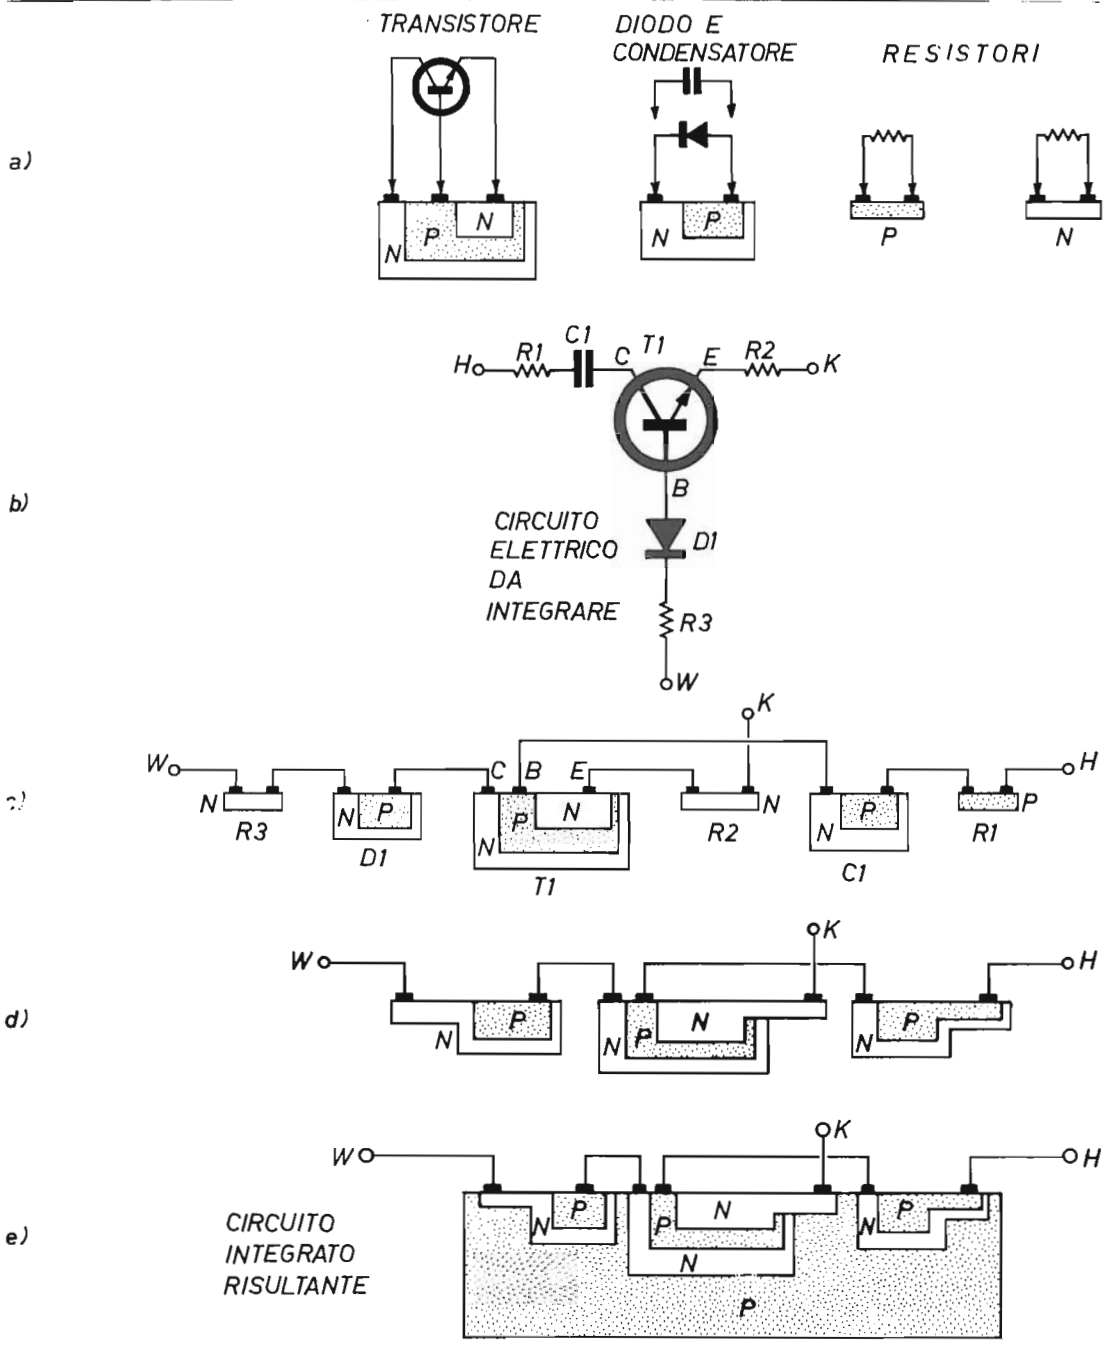 TRANSISTORE
DIODO E
CONDENSATORE
RESISTORI
a)
N
P
N
N
P
P
N
b)
H
R1
C1
C
T1
E
R2
K
B
D1
R3
W
CIRCUITO
ELETTRICO
DA
INTEGRARE
c)
W
C
B
E
K
H
N
R3
N
P
D1
N
P
N
T1
R2
N
N
P
C1
R1
P
d)
W
K
H
N
P
N
P
N
N
P
e)
W
K
H
N
P
P
N
N
N
P
P
CIRCUITO
INTEGRATO
RISULTANTE